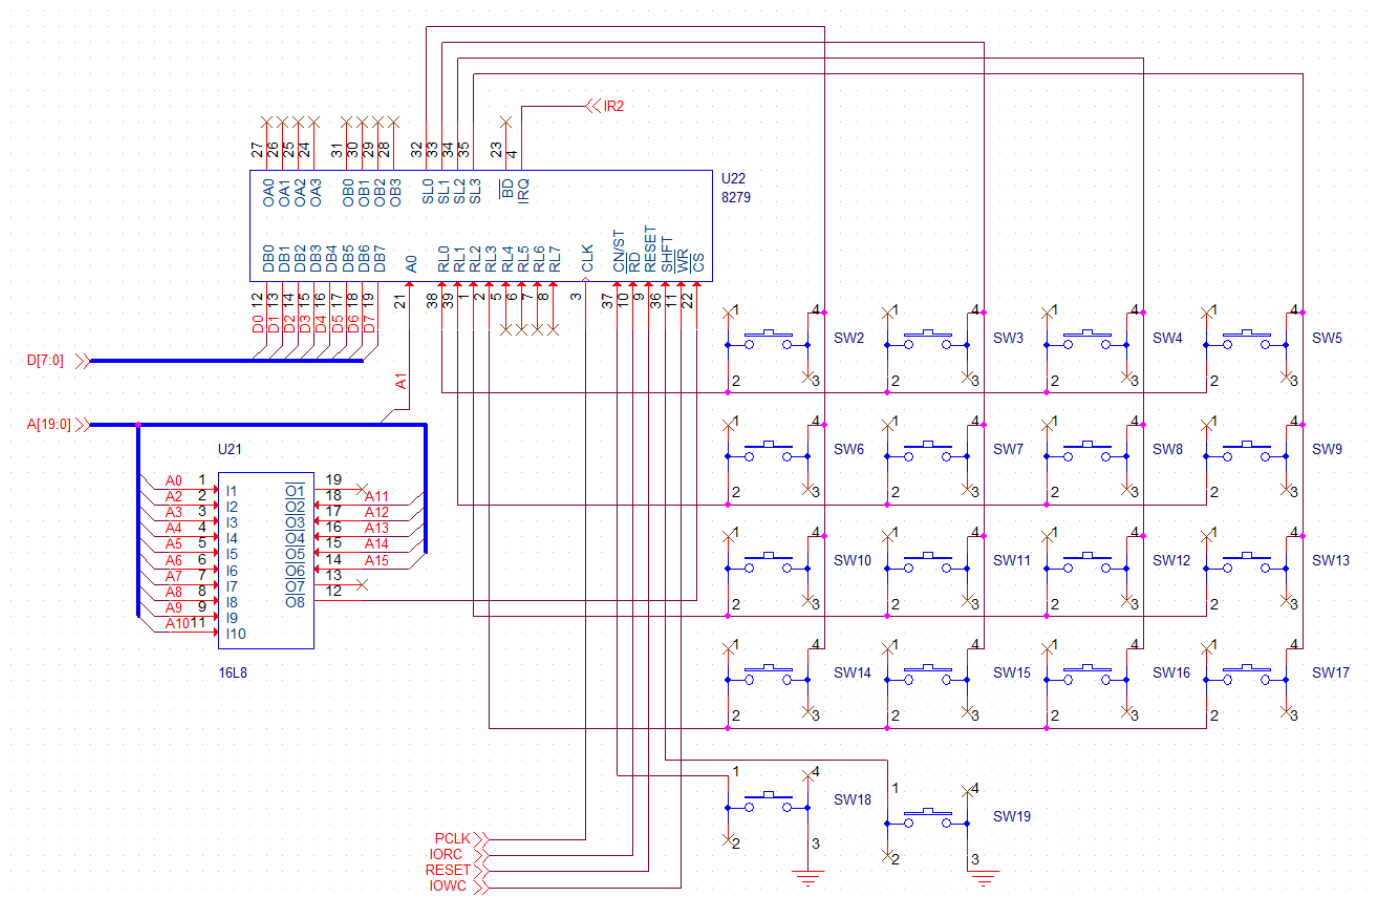 IR2
27 26 25 24 31 30 29 28 32 33 34 35 23 4
OA0 OA1 OA2 OA3 OB0 OB1 OB2 OB3 SL0 SL1 SL2 SL3 BD IRQ
U22
8279
DB0 DB1 DB2 DB3 DB4 DB5 DB6 DB7 A0 RL0 RL1 RL2 RL3 RL4 RL5 RL6 RL7 CLK CN/ST RD RESET SHFT WR CS
12 13 14 15 16 17 18 19 21 38 39 1 2 5 6 7 8 3 37 10 9 36 11 22
D0 D1 D2 D3 D4 D5 D6 D7
D[7:0]
A1
A[19:0]
1 4 SW2 1 4 SW3 1 4 SW4 1 4 SW5
2 3 2 3 2 3 2 3
1 4 SW6 1 4 SW7 1 4 SW8 1 4 SW9
2 3 2 3 2 3 2 3
1 4 SW10 1 4 SW11 1 4 SW12 1 4 SW13
2 3 2 3 2 3 2 3
1 4 SW14 1 4 SW15 1 4 SW16 1 4 SW17
2 3 2 3 2 3 2 3
U21
A0 1 I1 O1 19
A2 2 I2 O2 18 A11
A3 3 I3 O3 17 A12
A4 4 I4 O4 16 A13
A5 5 I5 O5 15 A14
A6 6 I6 O6 14 A15
A7 7 I7 O7 13
A8 8 I8 O8 12
A9 9 I9
A10 11 I10
16L8
1 4 SW18
2 3
1 4 SW19
2 3
PCLK
IORC
RESET
IOWC